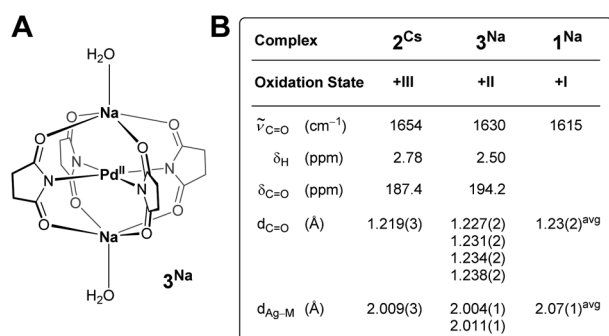 A
H₂O
Na
O
O
O
O
N
N
Pdᴵᴵ
N
N
O
O
O
O
Na
H₂O
3ᴺᵃ
B
Complex 2ᶜˢ 3ᴺᵃ 1ᴺᵃ
Oxidation State +III +II +I
ν̃C=O (cm⁻¹) 1654 1630 1615
δH (ppm) 2.78 2.50
δC=O (ppm) 187.4 194.2
dC=O (Å) 1.219(3) 1.227(2) 1.23(2)ᵃᵛᵍ
1.231(2)
1.234(2)
1.238(2)
dAg–M (Å) 2.009(3) 2.004(1) 2.07(1)ᵃᵛᵍ
2.011(1)